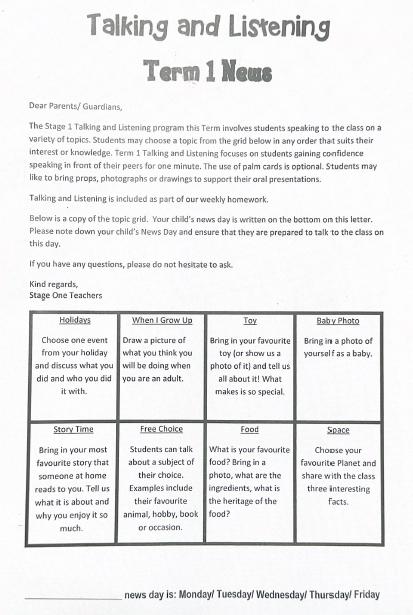 Talking and Listening
Term 1 News
Dear Parents/ Guardians,
The Stage 1 Talking and Listening program this Term involves students speaking to the class on a
variety of topics. Students may choose a topic from the grid below in any order that suits their
interest or knowledge. Term 1 Talking and Listening focuses on students gaining confidence
speaking in front of their peers for one minute. The use of palm cards is optional. Students may
like to bring props, photographs or drawings to support their oral presentations.
Talking and Listening is included as part of our weekly homework.
Below is a copy of the topic grid. Your child's news day is written on the bottom on this letter.
Please note down your child's News Day and ensure that they are prepared to talk to the class on
this day.
If you have any questions, please do not hesitate to ask.
Kind regards,
Stage One Teachers
Holidays
Choose one event
from your holiday
and discuss what you
did and who you did
it with.
When I Grow Up
Draw a picture of
what you think you
will be doing when
you are an adult.
Toy
Bring in your favourite
toy (or show us a
photo of it) and tell us
all about it! What
makes is so special.
Baby Photo
Bring in a photo of
yourself as a baby.
Story Time
Bring in your most
favourite story that
someone at home
reads to you. Tell us
what it is about and
why you enjoy it so
much.
Free Choice
Students can talk
about a subject of
their choice.
Examples include
their favourite
animal, hobby, book
or occasion.
Food
What is your favourite
food? Bring in a
photo, what are the
ingredients, what is
the heritage of the
food?
Space
Choose your
favourite Planet and
share with the class
three interesting
facts.
____________________ news day is: Monday/ Tuesday/ Wednesday/ Thursday/ Friday